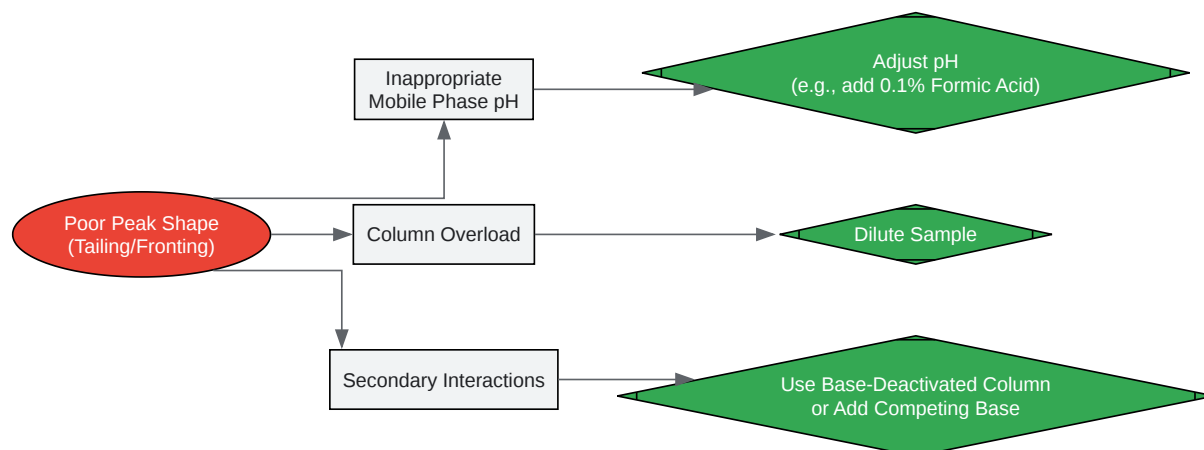 Poor Peak Shape
(Tailing/Fronting)
Inappropriate
Mobile Phase pH
Adjust pH
(e.g., add 0.1% Formic Acid)
Column Overload
Dilute Sample
Secondary Interactions
Use Base-Deactivated Column
or Add Competing Base